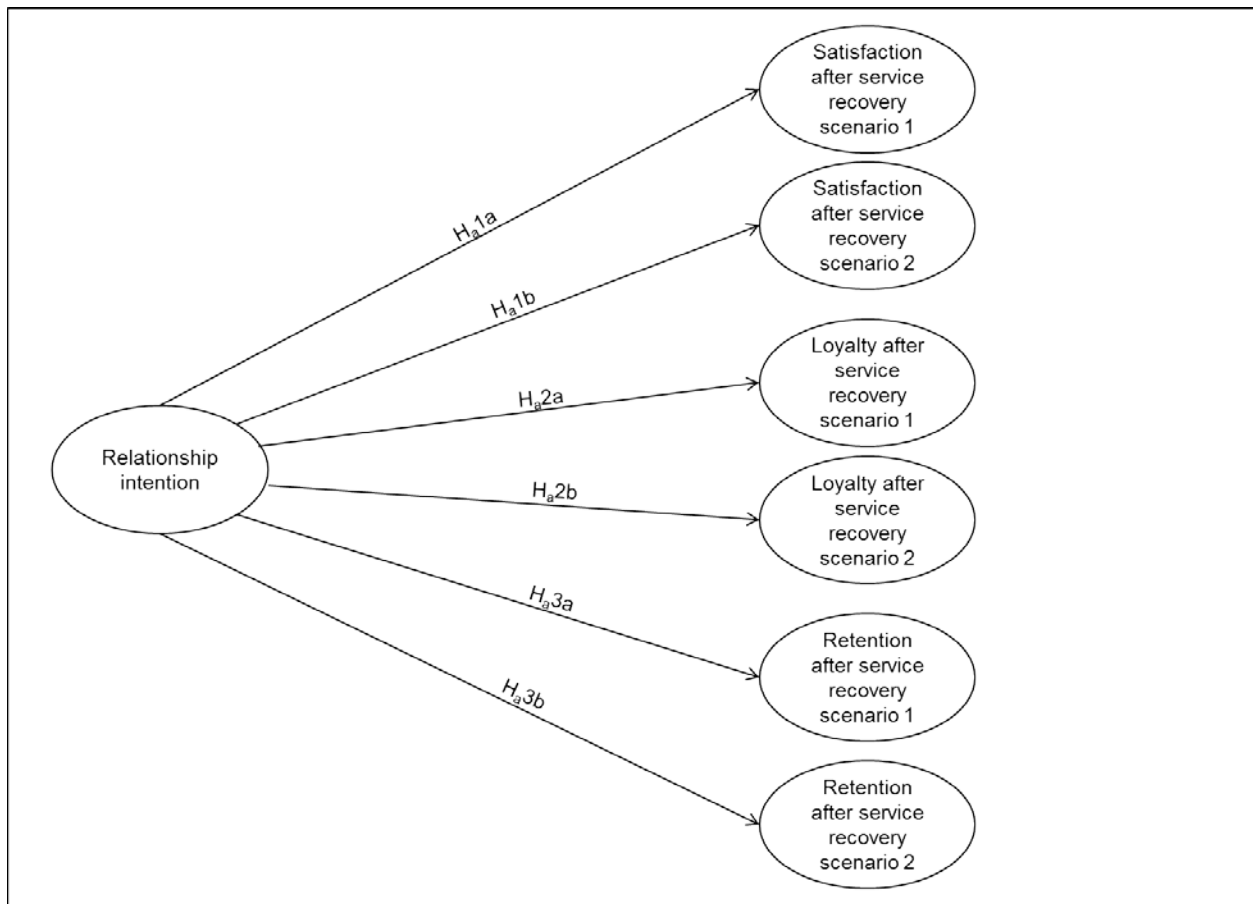 Satisfaction
after service
recovery
scenario 1
Satisfaction
after service
recovery
scenario 2
Loyalty after
service
recovery
scenario 1
Loyalty after
service
recovery
scenario 2
Retention
after service
recovery
scenario 1
Retention
after service
recovery
scenario 2
Relationship
intention
Hₐ1a
Hₐ1b
Hₐ2a
Hₐ2b
Hₐ3a
Hₐ3b